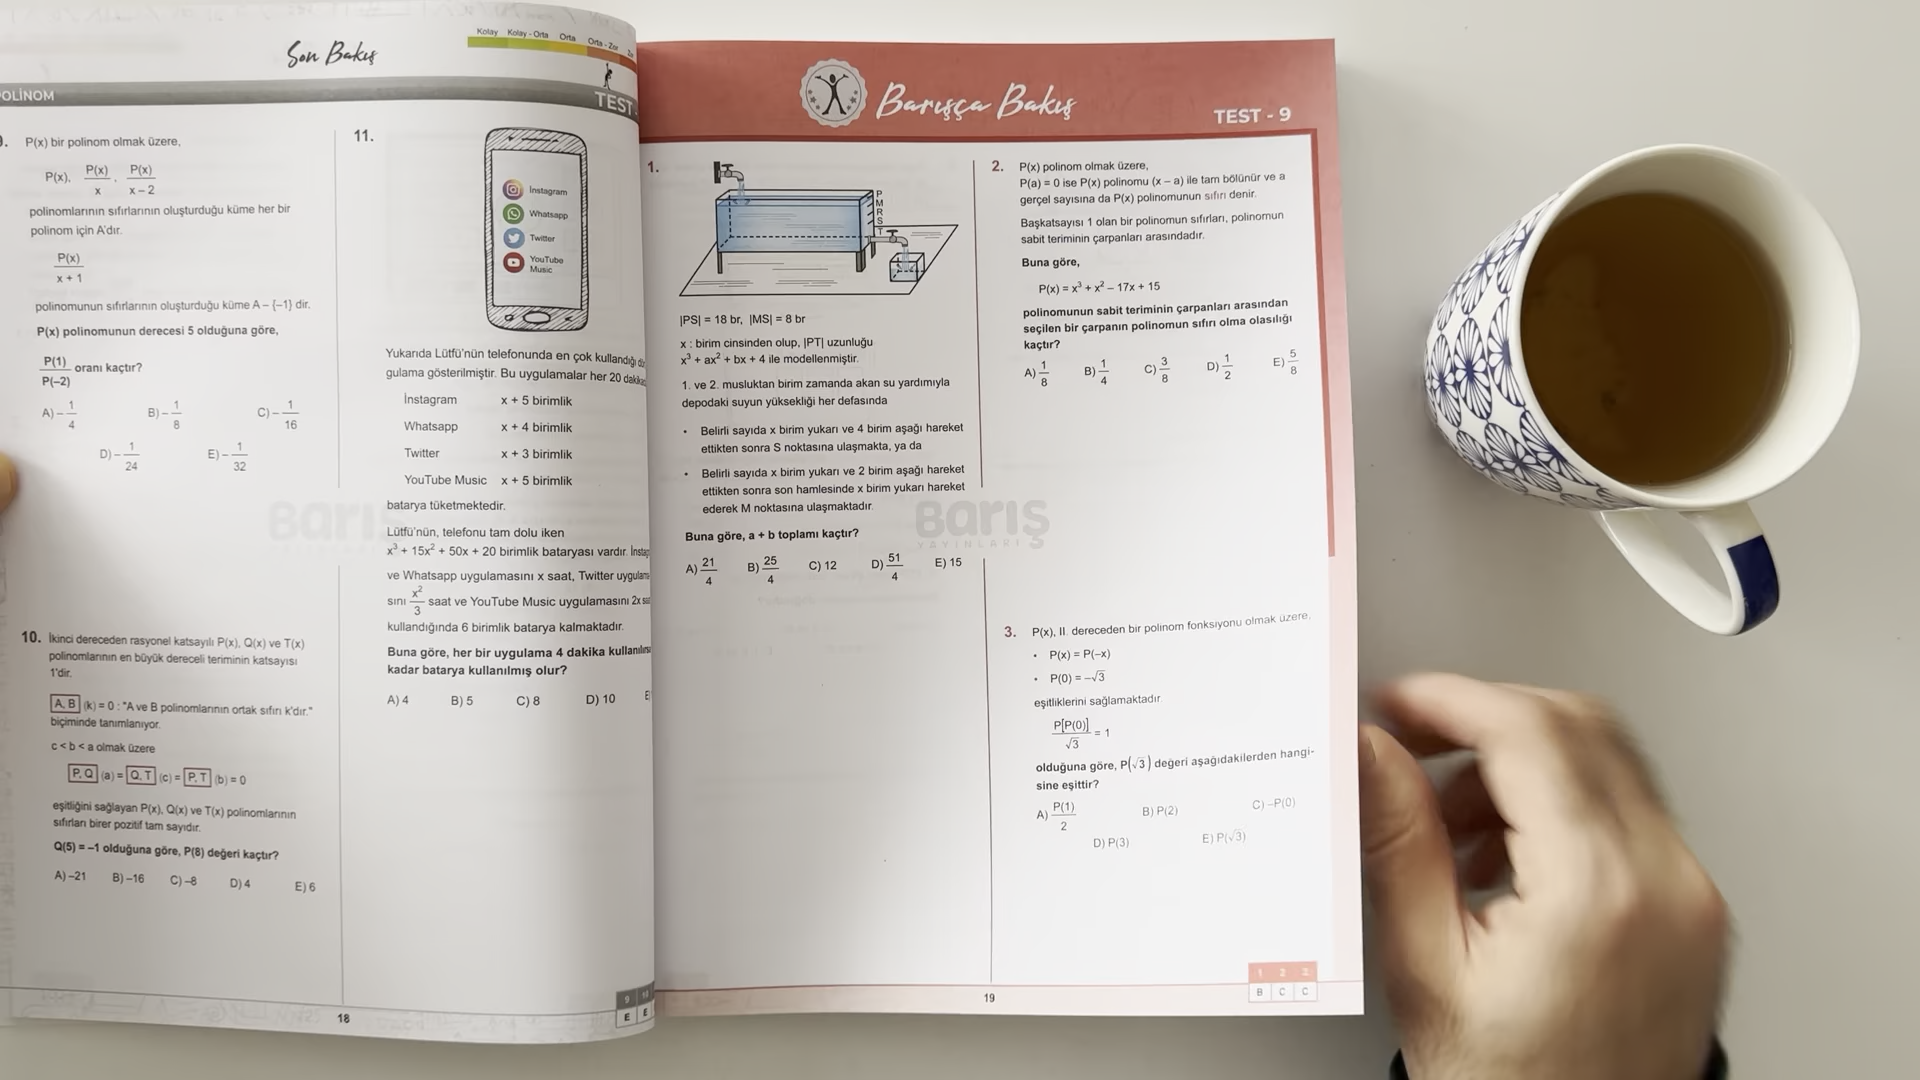 Son Bakış
Kolay Kolay - Orta Orta Orta - Zor
OLİNOM
TEST
P(x) bir polinom olmak üzere,
P(x), P(x)/x, P(x)/x – 2
polinomlarının sıfırlarının oluşturduğu küme her bir
polinom için A'dır.
P(x)/x + 1
polinomunun sıfırlarının oluşturduğu küme A – {–1} dir.
P(x) polinomunun derecesi 5 olduğuna göre,
P(1)/P(–2) oranı kaçtır?
A) –1/4 B) –1/8 C) –1/16
D) –1/24 E) –1/32
10. İkinci dereceden rasyonel katsayılı P(x), Q(x) ve T(x)
polinomlarının en büyük dereceli teriminin katsayısı
1'dir.
A, B (k) = 0 : "A ve B polinomlarının ortak sıfırı k'dır."
biçiminde tanımlanıyor.
c < b < a olmak üzere
P, Q (a) = Q, T (c) = P, T (b) = 0
eşitliğini sağlayan P(x), Q(x) ve T(x) polinomlarının
sıfırları birer pozitif tam sayıdır.
Q(5) = –1 olduğuna göre, P(8) değeri kaçtır?
A) –21 B) –16 C) –8 D) 4 E) 6
11.
İnstagram
Whatsapp
Twitter
YouTube
Music
Yukarıda Lütfü'nün telefonunda en çok kullandığı
gulama gösterilmiştir. Bu uygulamalar her 20 dakika
İnstagram x + 5 birimlik
Whatsapp x + 4 birimlik
Twitter x + 3 birimlik
YouTube Music x + 5 birimlik
batarya tüketmektedir.
Lütfü'nün, telefonu tam dolu iken
x³ + 15x² + 50x + 20 birimlik bataryası vardır.
ve Whatsapp uygulamasını x saat, Twitter
sını x²/3 saat ve YouTube Music uygulamasını 2x
kullandığında 6 birimlik batarya kalmaktadır.
Buna göre, her bir uygulama 4 dakika
kadar batarya kullanılmış olur?
A) 4 B) 5 C) 8 D) 10 E
9
E E
18
Barışça Bakış
TEST - 9
1.
P
M
R
S
T
|PS| = 18 br, |MS| = 8 br
x : birim cinsinden olup, |PT| uzunluğu
x³ + ax² + bx + 4 ile modellenmiştir.
1. ve 2. musluktan birim zamanda akan su yardımıyla
depodaki suyun yüksekliği her defasında
• Belirli sayıda x birim yukarı ve 4 birim aşağı hareket
ettikten sonra S noktasına ulaşmakta, ya da
• Belirli sayıda x birim yukarı ve 2 birim aşağı hareket
ettikten sonra son hamlesinde x birim yukarı hareket
ederek M noktasına ulaşmaktadır.
Buna göre, a + b toplamı kaçtır?
A) 21/4 B) 25/4 C) 12 D) 51/4 E) 15
Barış
YAYINLARI
2. P(x) polinom olmak üzere,
P(a) = 0 ise P(x) polinomu (x – a) ile tam bölünür ve a
gerçel sayısına da P(x) polinomunun sıfırı denir.
Başkatsayısı 1 olan bir polinomun sıfırları, polinomun
sabit teriminin çarpanları arasındadır.
Buna göre,
P(x) = x³ + x² – 17x + 15
polinomunun sabit teriminin çarpanları arasından
seçilen bir çarpanın polinomun sıfırı olma olasılığı
kaçtır?
A) 1/8 B) 1/4 C) 3/8 D) 1/2 E) 5/8
3. P(x), II. dereceden bir polinom fonksiyonu olmak üzere,
• P(x) = P(–x)
• P(0) = –√3
eşitliklerini sağlamaktadır.
P[P(0)]/√3 = 1
olduğuna göre, P(√3) değeri aşağıdakilerden hangi-
sine eşittir?
A) P(1)/2 B) P(2) C) –P(0)
D) P(3) E) P(√3)
1 2 3
B C C
19